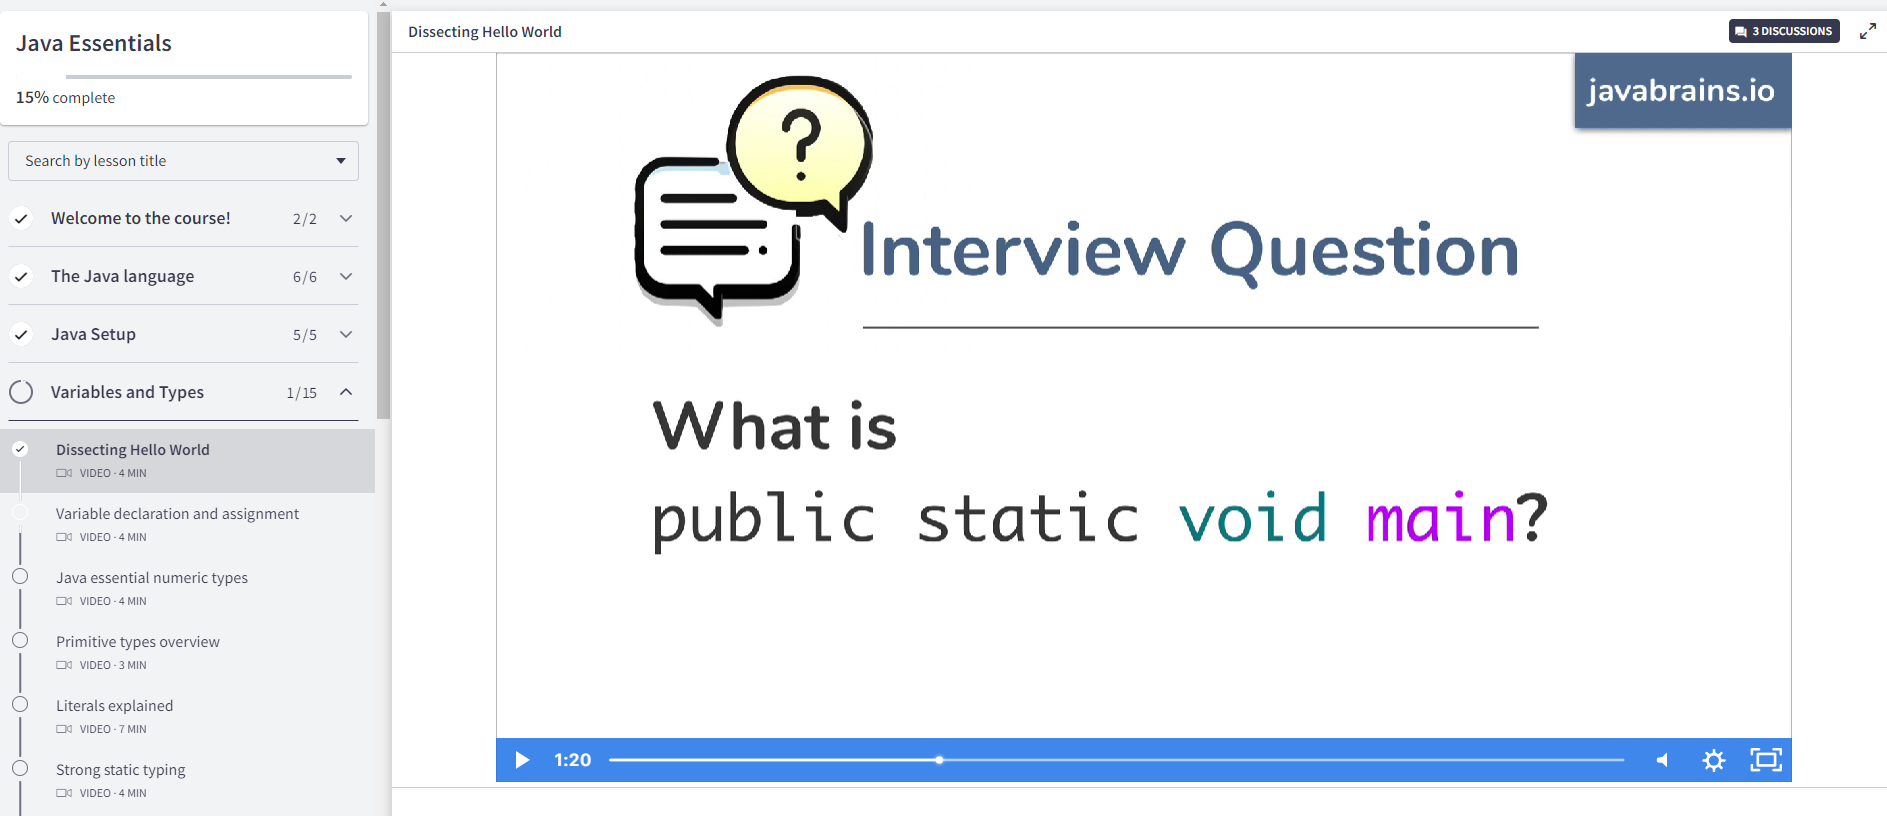 Java Essentials
15% complete
Search by lesson title
Welcome to the course! 2/2
The Java language 6/6
Java Setup 5/5
Variables and Types 1/15
Dissecting Hello World
VIDEO · 4 MIN
Variable declaration and assignment
VIDEO · 4 MIN
Java essential numeric types
VIDEO · 4 MIN
Primitive types overview
VIDEO · 3 MIN
Literals explained
VIDEO · 7 MIN
Strong static typing
VIDEO · 4 MIN
Dissecting Hello World
3 DISCUSSIONS
javabrains.io
?
Interview Question
What is
public static void main?
1:20